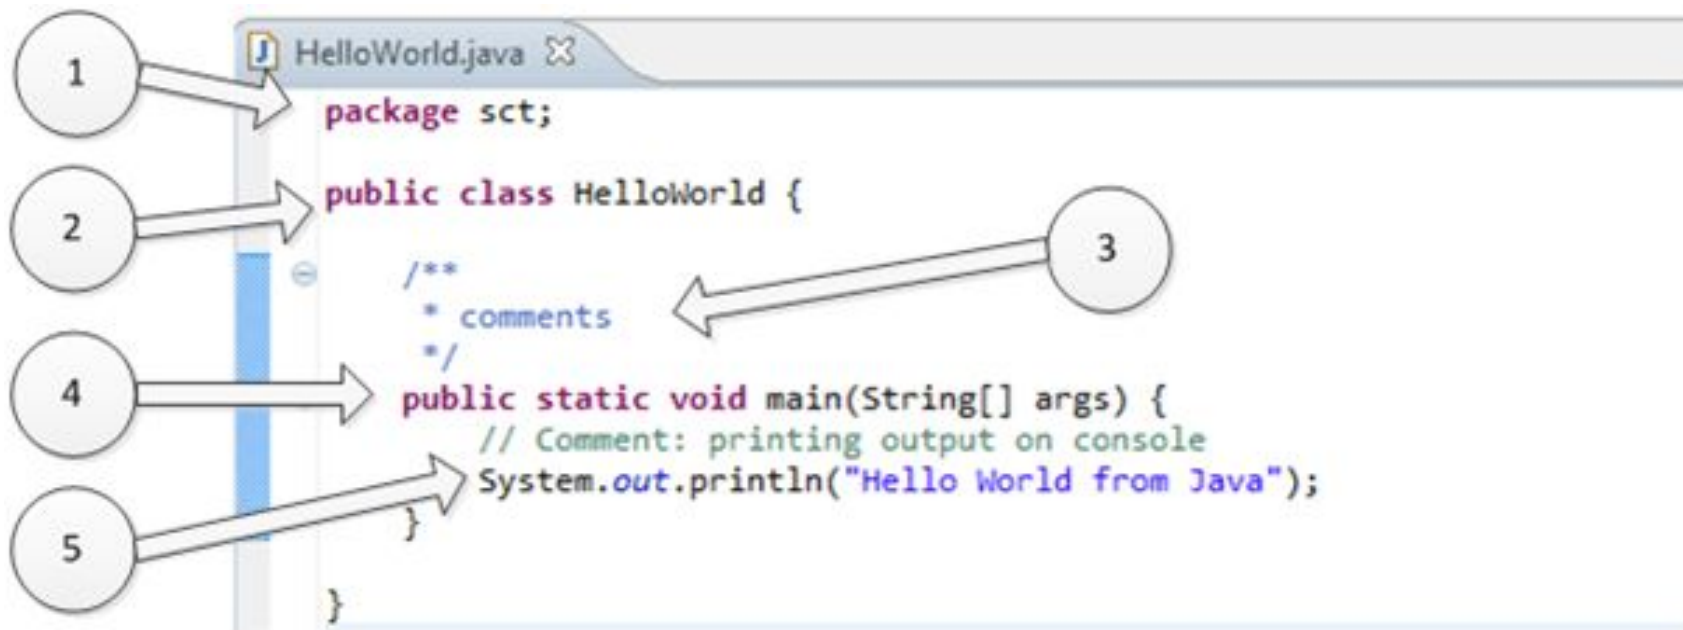 HelloWorld.java
1
package sct;
2
public class HelloWorld {
3
/**
* comments
*/
4
public static void main(String[] args) {
// Comment: printing output on console
System.out.println("Hello World from Java");
5
}
}